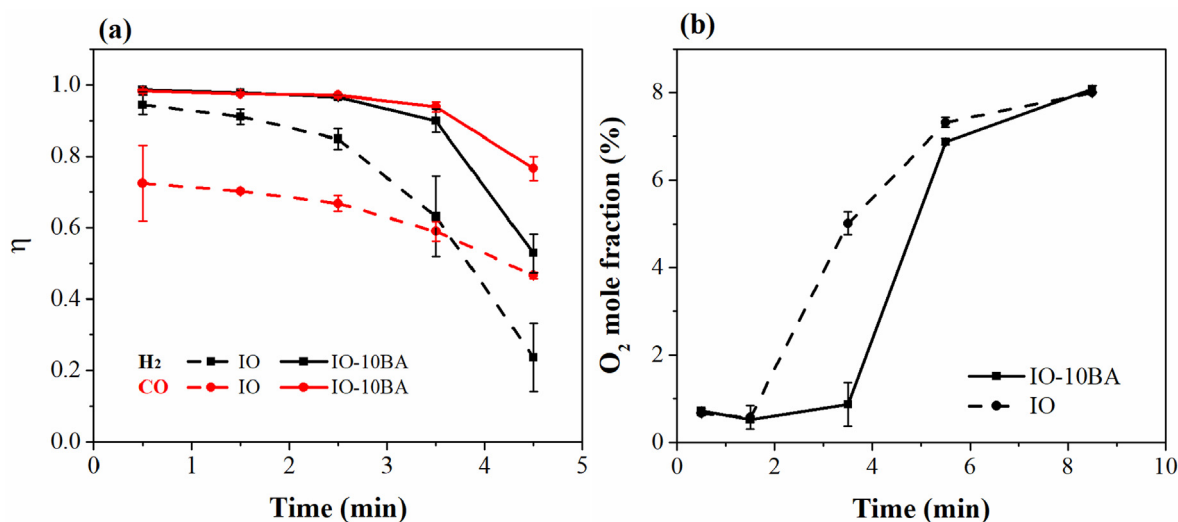 (a)
1.0
0.8
0.6
0.4
0.2
0.0
η
H2 IO IO-10BA
CO IO IO-10BA
0 1 2 3 4 5
Time (min)
(b)
8
6
4
2
0
O2 mole fraction (%)
IO-10BA
IO
0 2 4 6 8 10
Time (min)